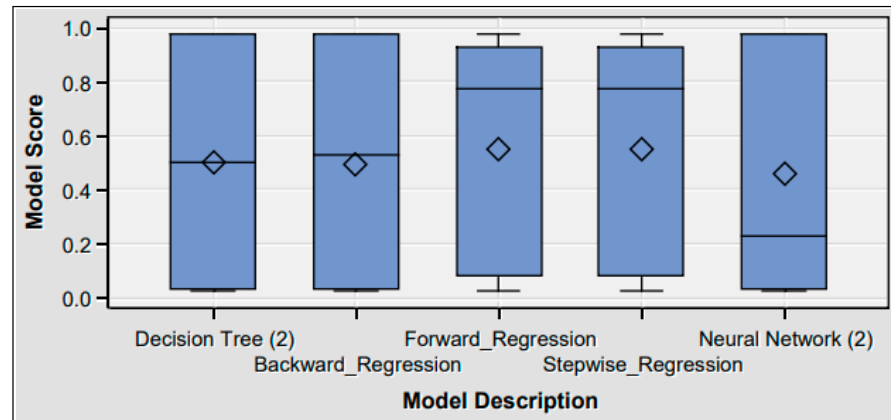 Model Score
1.0
0.8
0.6
0.4
0.2
0.0
Decision Tree (2)
Backward_Regression
Forward_Regression
Stepwise_Regression
Neural Network (2)
Model Description